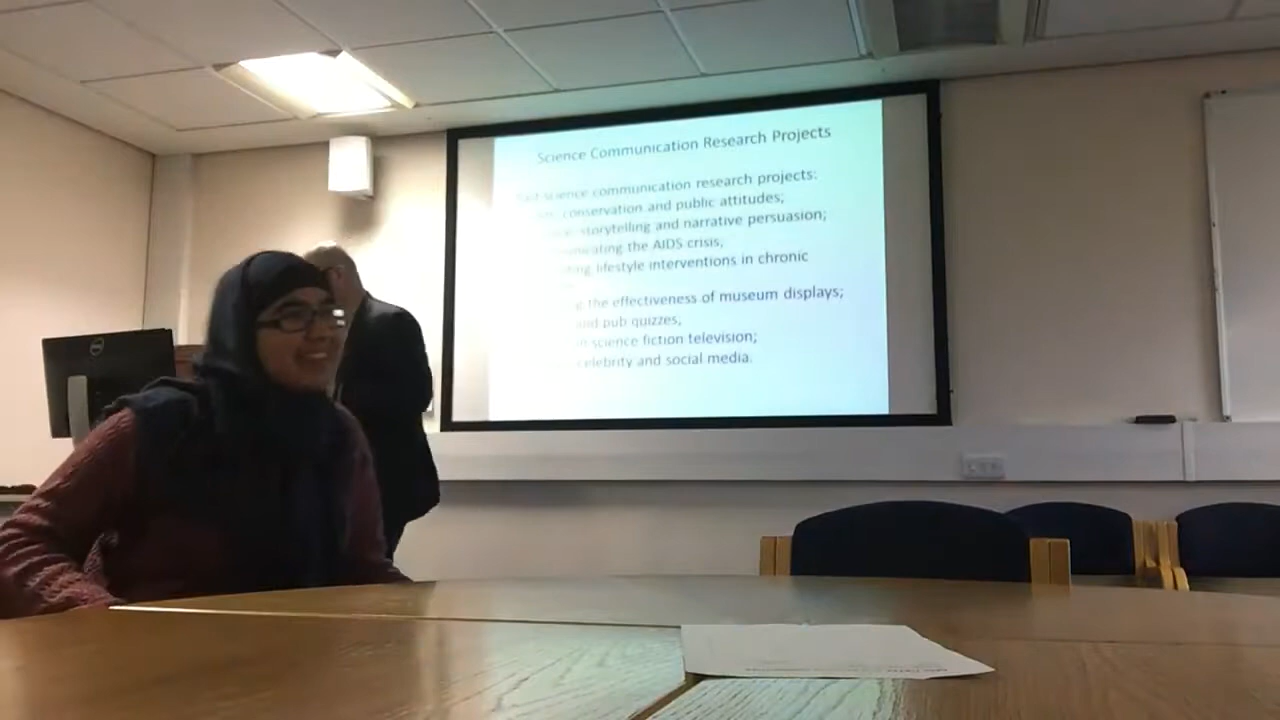 Science Communication Research Projects
science communication research projects:
conservation and public attitudes;
storytelling and narrative persuasion;
the AIDS crisis,
lifestyle interventions in chronic
the effectiveness of museum displays;
and pub quizzes,
science fiction television;
celebrity and social media.
DELL